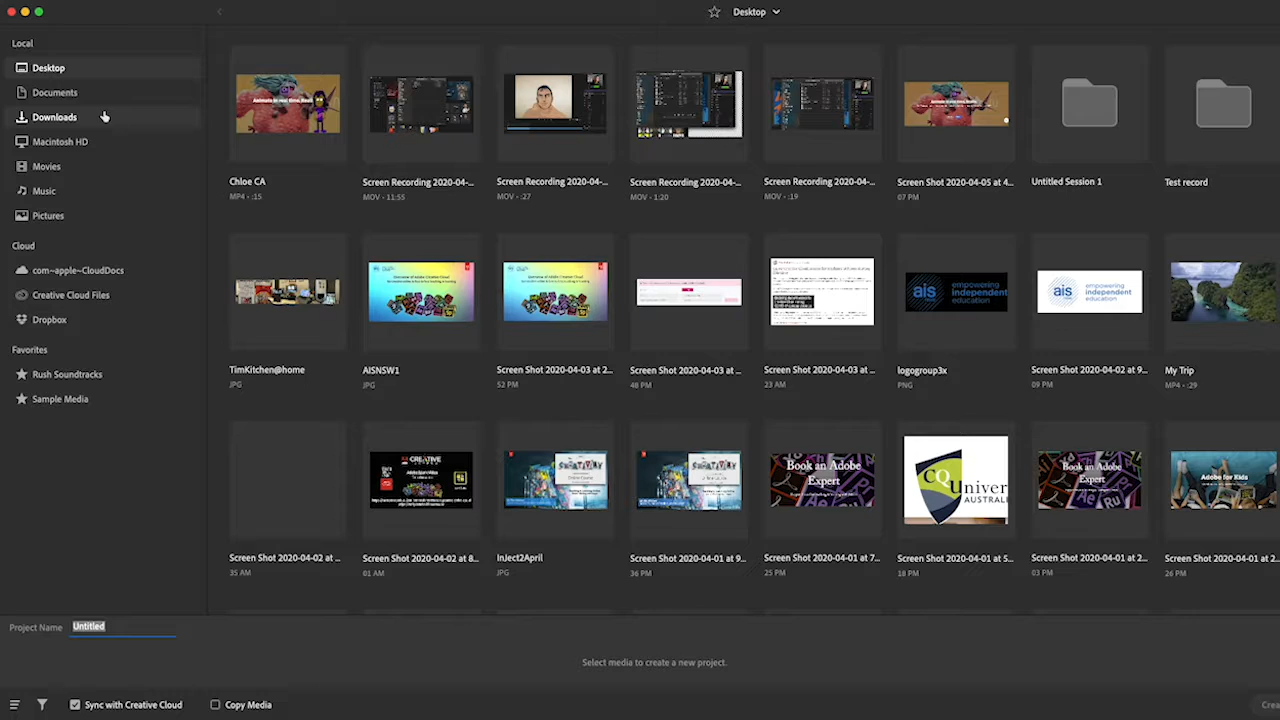 Desktop
Local
Desktop
Documents
Downloads
Macintosh HD
Movies
Music
Pictures
Cloud
com~apple~CloudDocs
Creative Cloud Files
Dropbox
Favorites
Rush Soundtracks
Sample Media
Chloe CA
MP4 - :15
Screen Recording 2020-04-...
MOV - 11:55
Screen Recording 2020-04-...
MOV - :27
Screen Recording 2020-04-...
MOV - 1:20
Screen Recording 2020-04-...
MOV - :19
Screen Shot 2020-04-05 at 4...
07 PM
Untitled Session 1
Test record
ais
empowering
independent
education
ais
empowering
independent
education
TimKitchen@home
JPG
AISNSW1
JPG
Screen Shot 2020-04-03 at 2...
52 PM
Screen Shot 2020-04-03 at ...
48 PM
Screen Shot 2020-04-03 at ...
23 AM
logogroup3x
PNG
Screen Shot 2020-04-02 at 9...
09 PM
My Trip
MP4 - :29
CREATIVE
Book an Adobe
Expert
CQUniver
AUSTRALI
Book an Adobe
Expert
Adobe for Kids
Screen Shot 2020-04-02 at ...
35 AM
Screen Shot 2020-04-02 at 8...
01 AM
InJect2April
JPG
Screen Shot 2020-04-01 at 9...
36 PM
Screen Shot 2020-04-01 at 7...
25 PM
Screen Shot 2020-04-01 at 5...
18 PM
Screen Shot 2020-04-01 at 2...
03 PM
Screen Shot 2020-04-01 at 2...
26 PM
Project Name Untitled
Select media to create a new project.
Sync with Creative Cloud
Copy Media
Crea